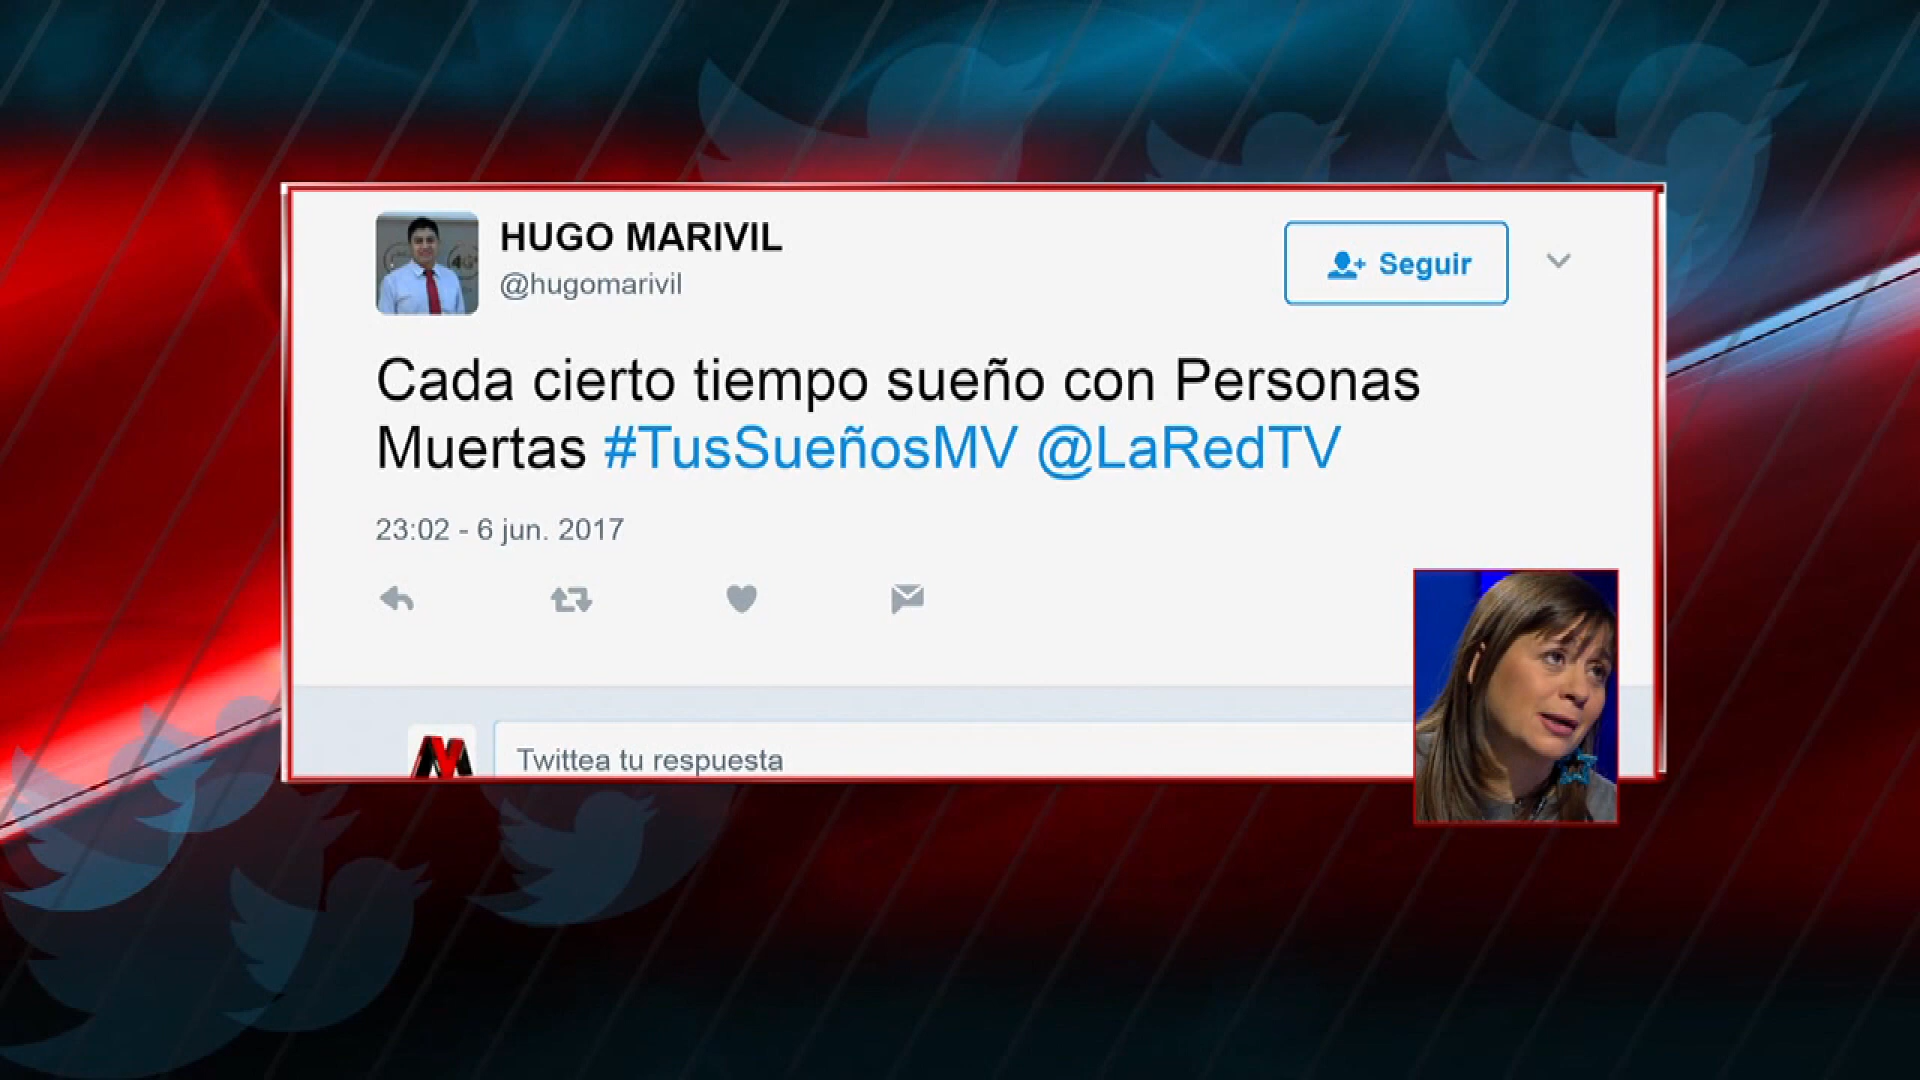 HUGO MARIVIL
@hugomarivil
Seguir
Cada cierto tiempo sueño con Personas
Muertas #TusSueñosMV @LaRedTV
23:02 - 6 jun. 2017
MV
Twittea tu respuesta